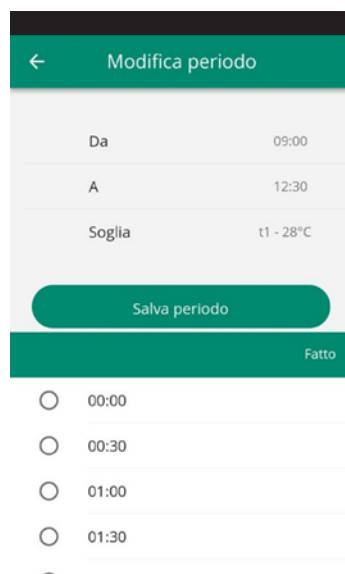 Modifica periodo
Da 09:00
A 12:30
Soglia t1 - 28°C
Salva periodo
Fatto
00:00
00:30
01:00
01:30